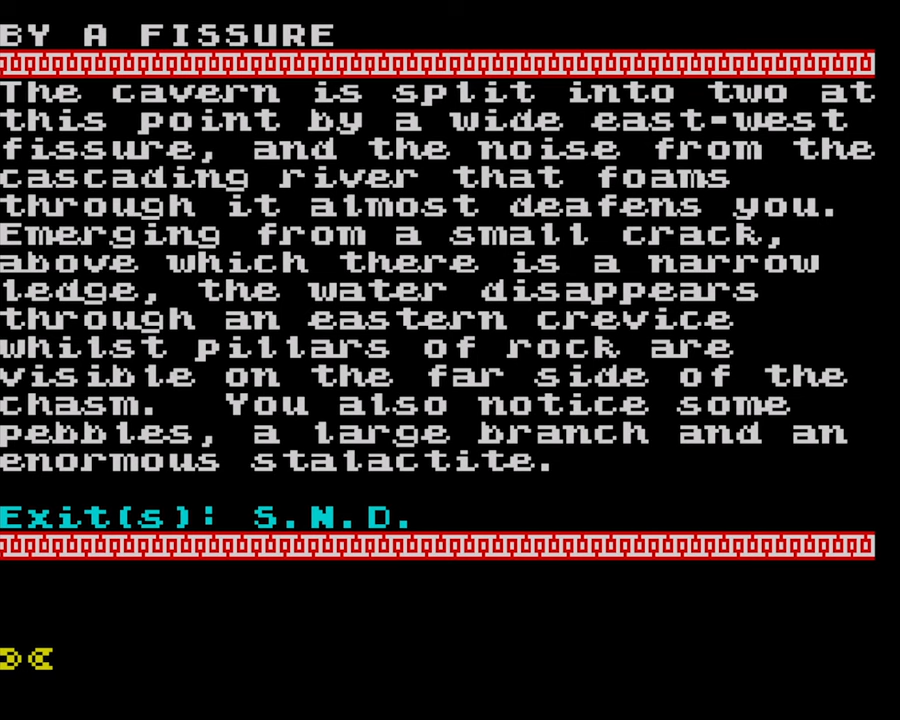 BY A FISSURE
The cavern is split into two at
this point by a wide east-west
fissure, and the noise from the
cascading river that foams
through it almost deafens you.
Emerging from a small crack,
above which there is a narrow
ledge, the water disappears
through an eastern crevice
whilst pillars of rock are
visible on the far side of the
chasm.  You also notice some
pebbles, a large branch and an
enormous stalactite.
Exit(s): S.N.D.